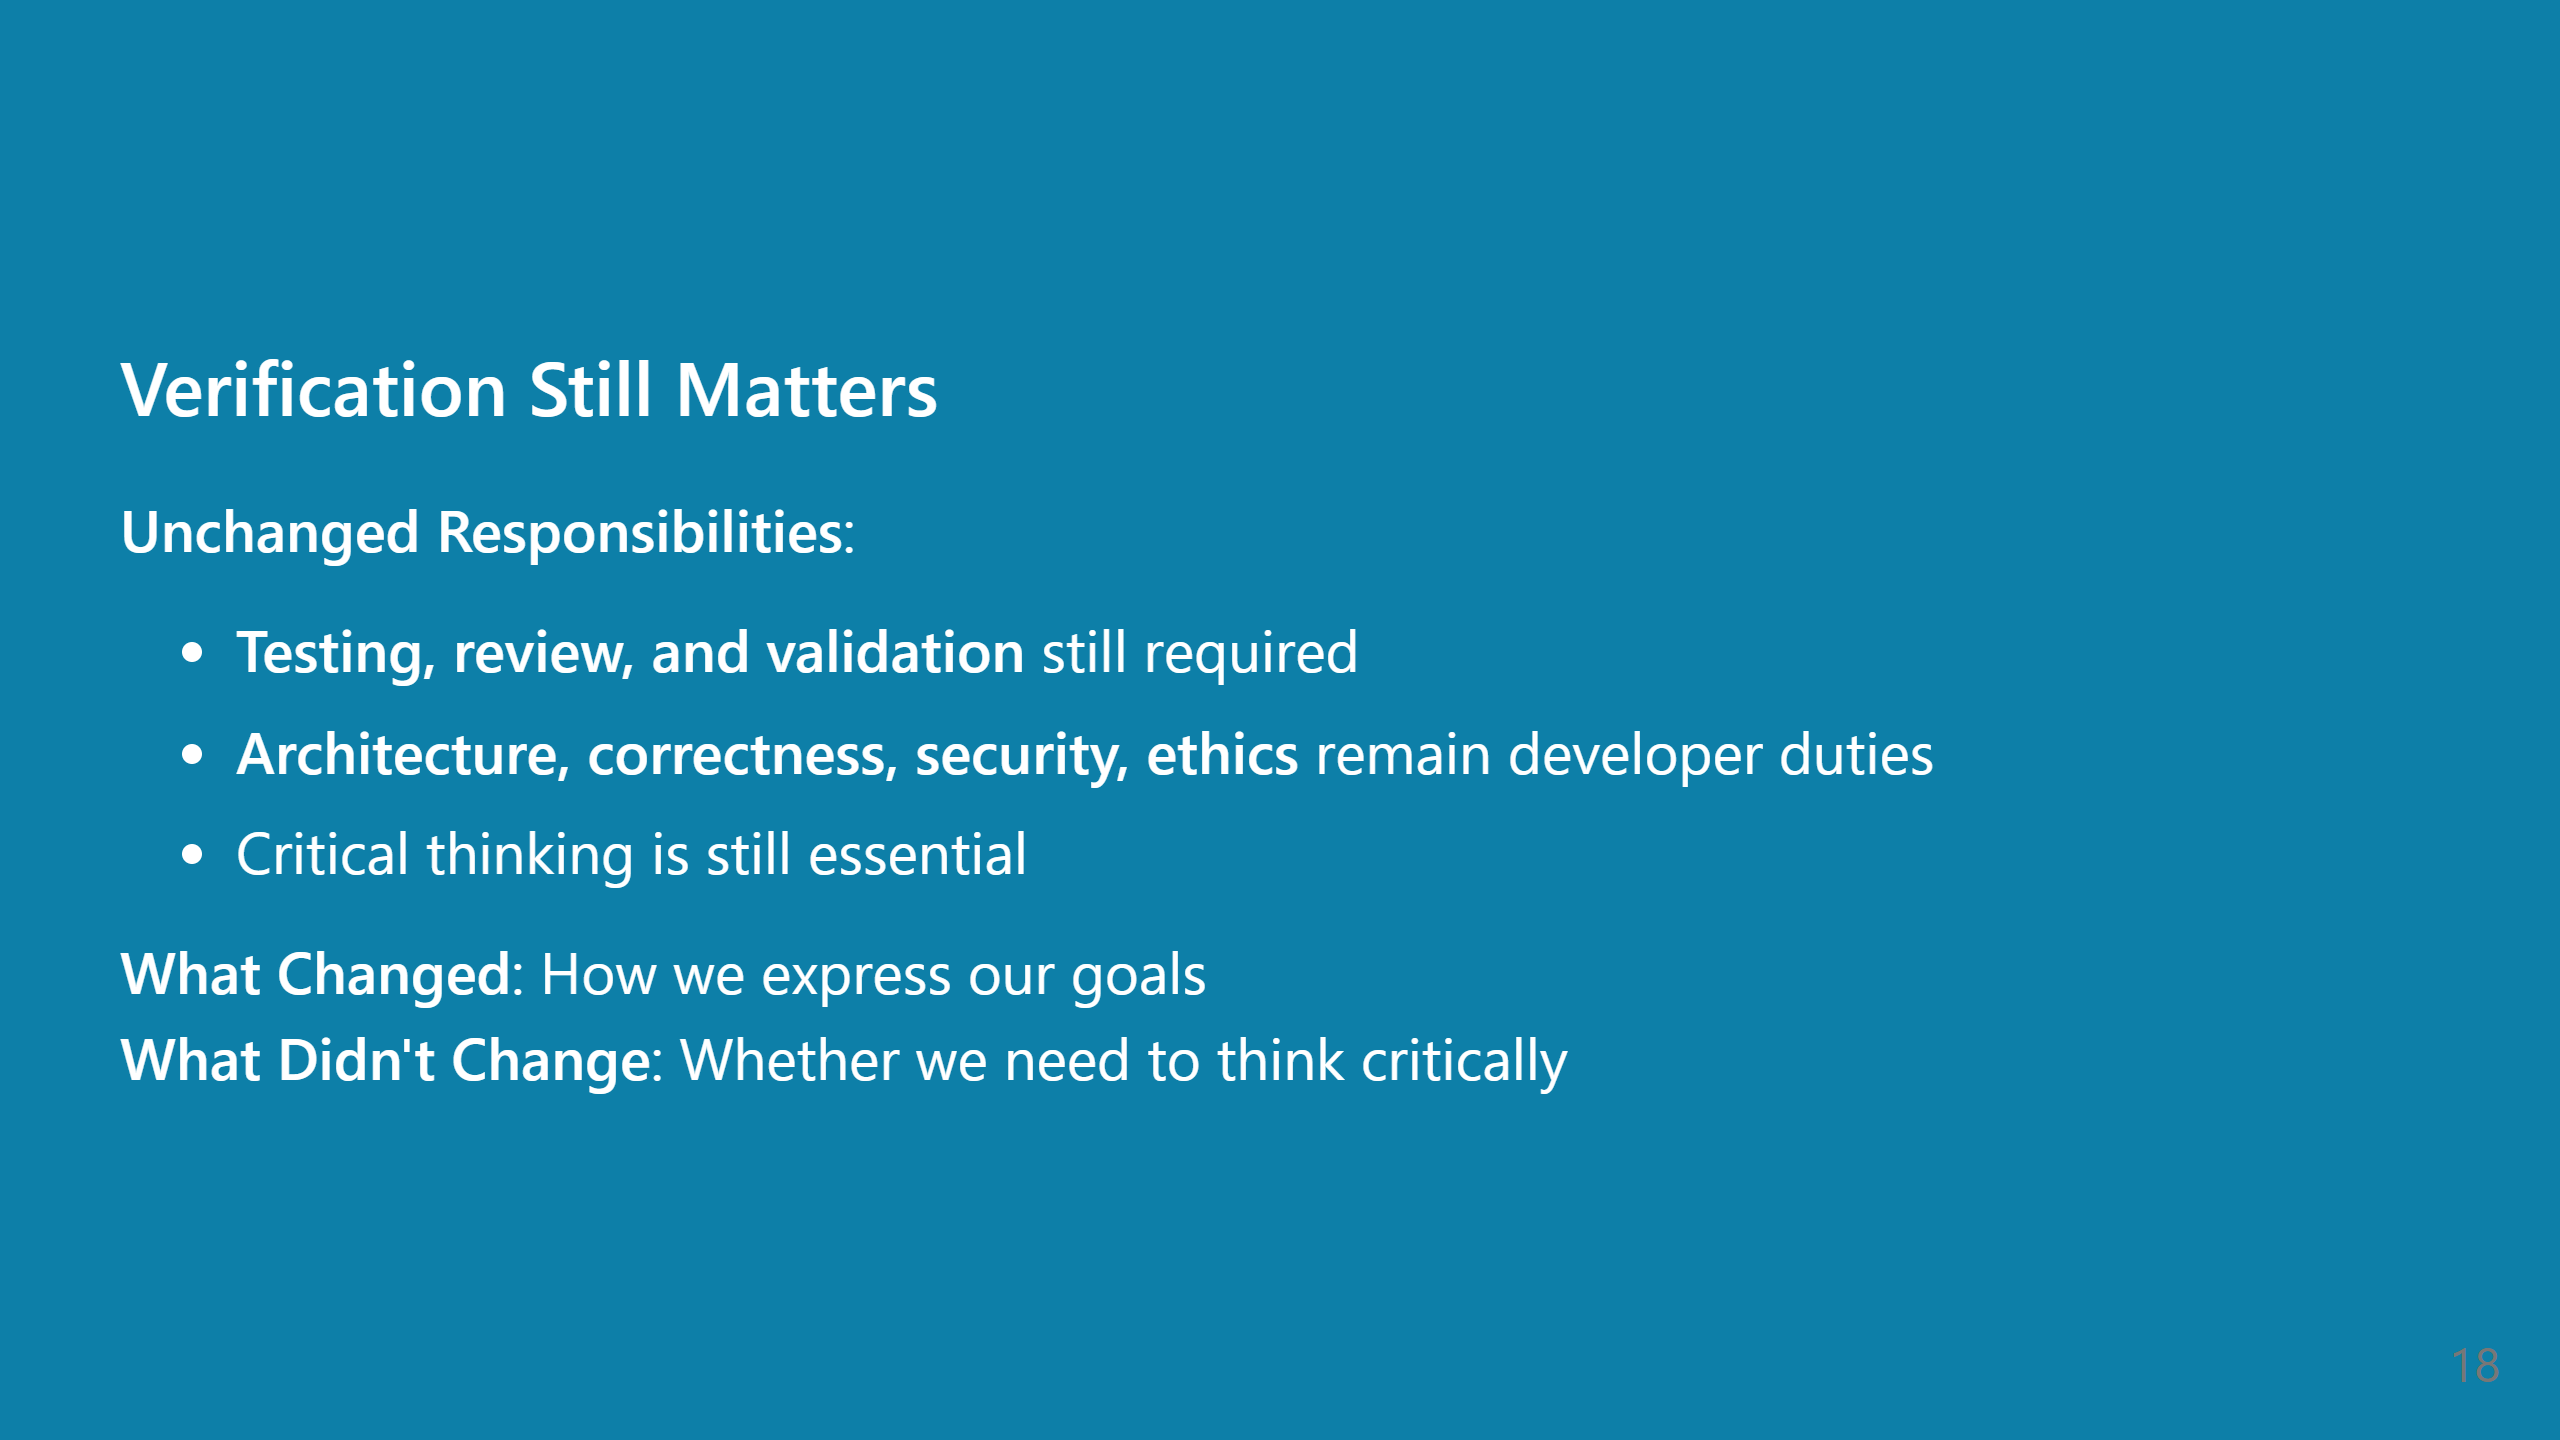 Verification Still Matters
Unchanged Responsibilities:
• Testing, review, and validation still required
• Architecture, correctness, security, ethics remain developer duties
• Critical thinking is still essential
What Changed: How we express our goals
What Didn't Change: Whether we need to think critically
18